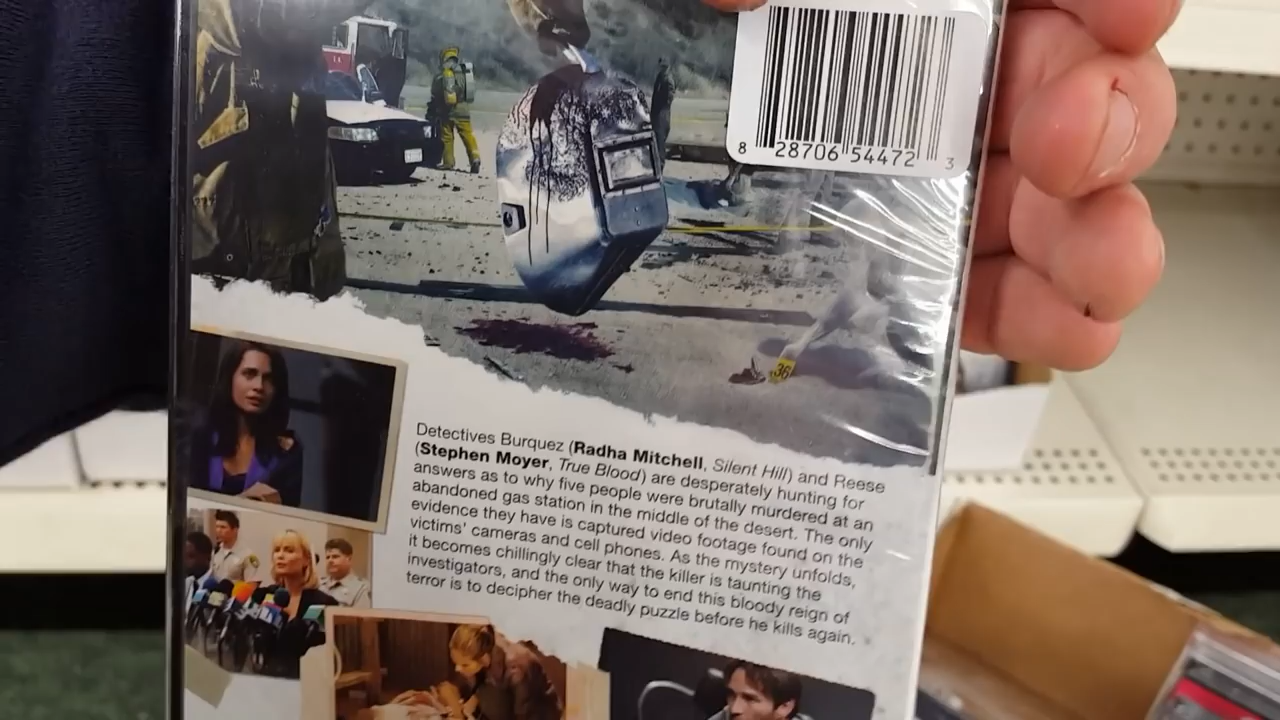 8 28706 54472 3
36
Detectives Burquez (Radha Mitchell, Silent Hill) and Reese
(Stephen Moyer, True Blood) are desperately hunting for
answers as to why five people were brutally murdered at an
abandoned gas station in the middle of the desert. The only
evidence they have is captured video footage found on the
victims' cameras and cell phones. As the mystery unfolds,
it becomes chillingly clear that the killer is taunting the
investigators, and the only way to end this bloody reign of
terror is to decipher the deadly puzzle before he kills again.